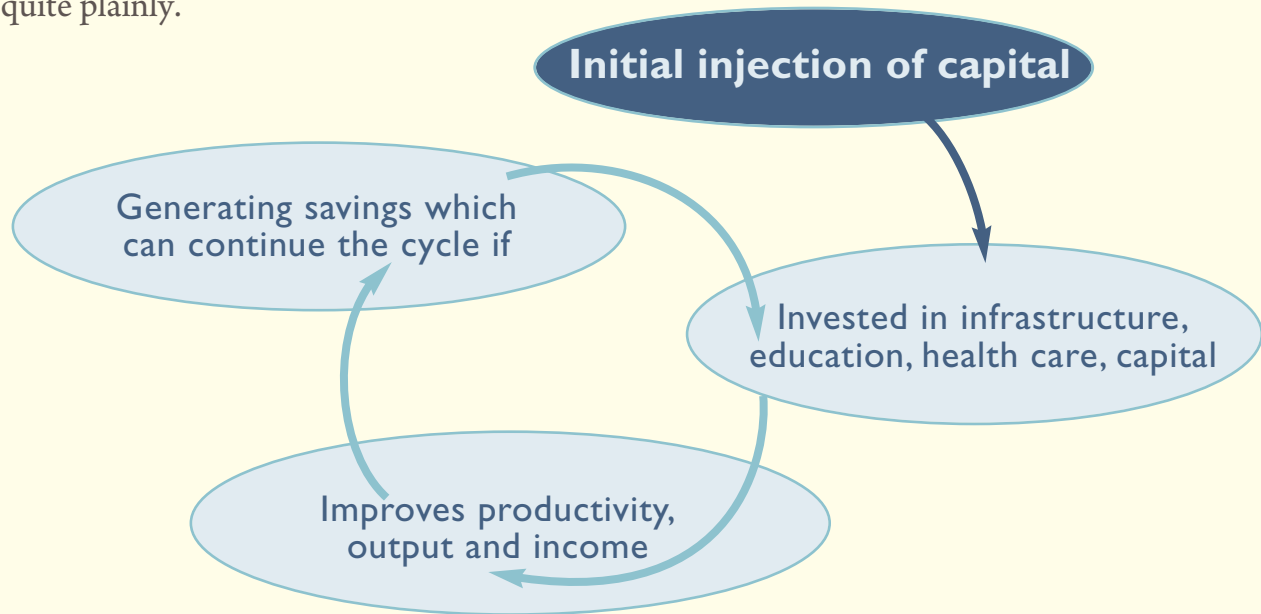 quite plainly.
Initial injection of capital
Generating savings which
can continue the cycle if
Invested in infrastructure,
education, health care, capital
Improves productivity,
output and income